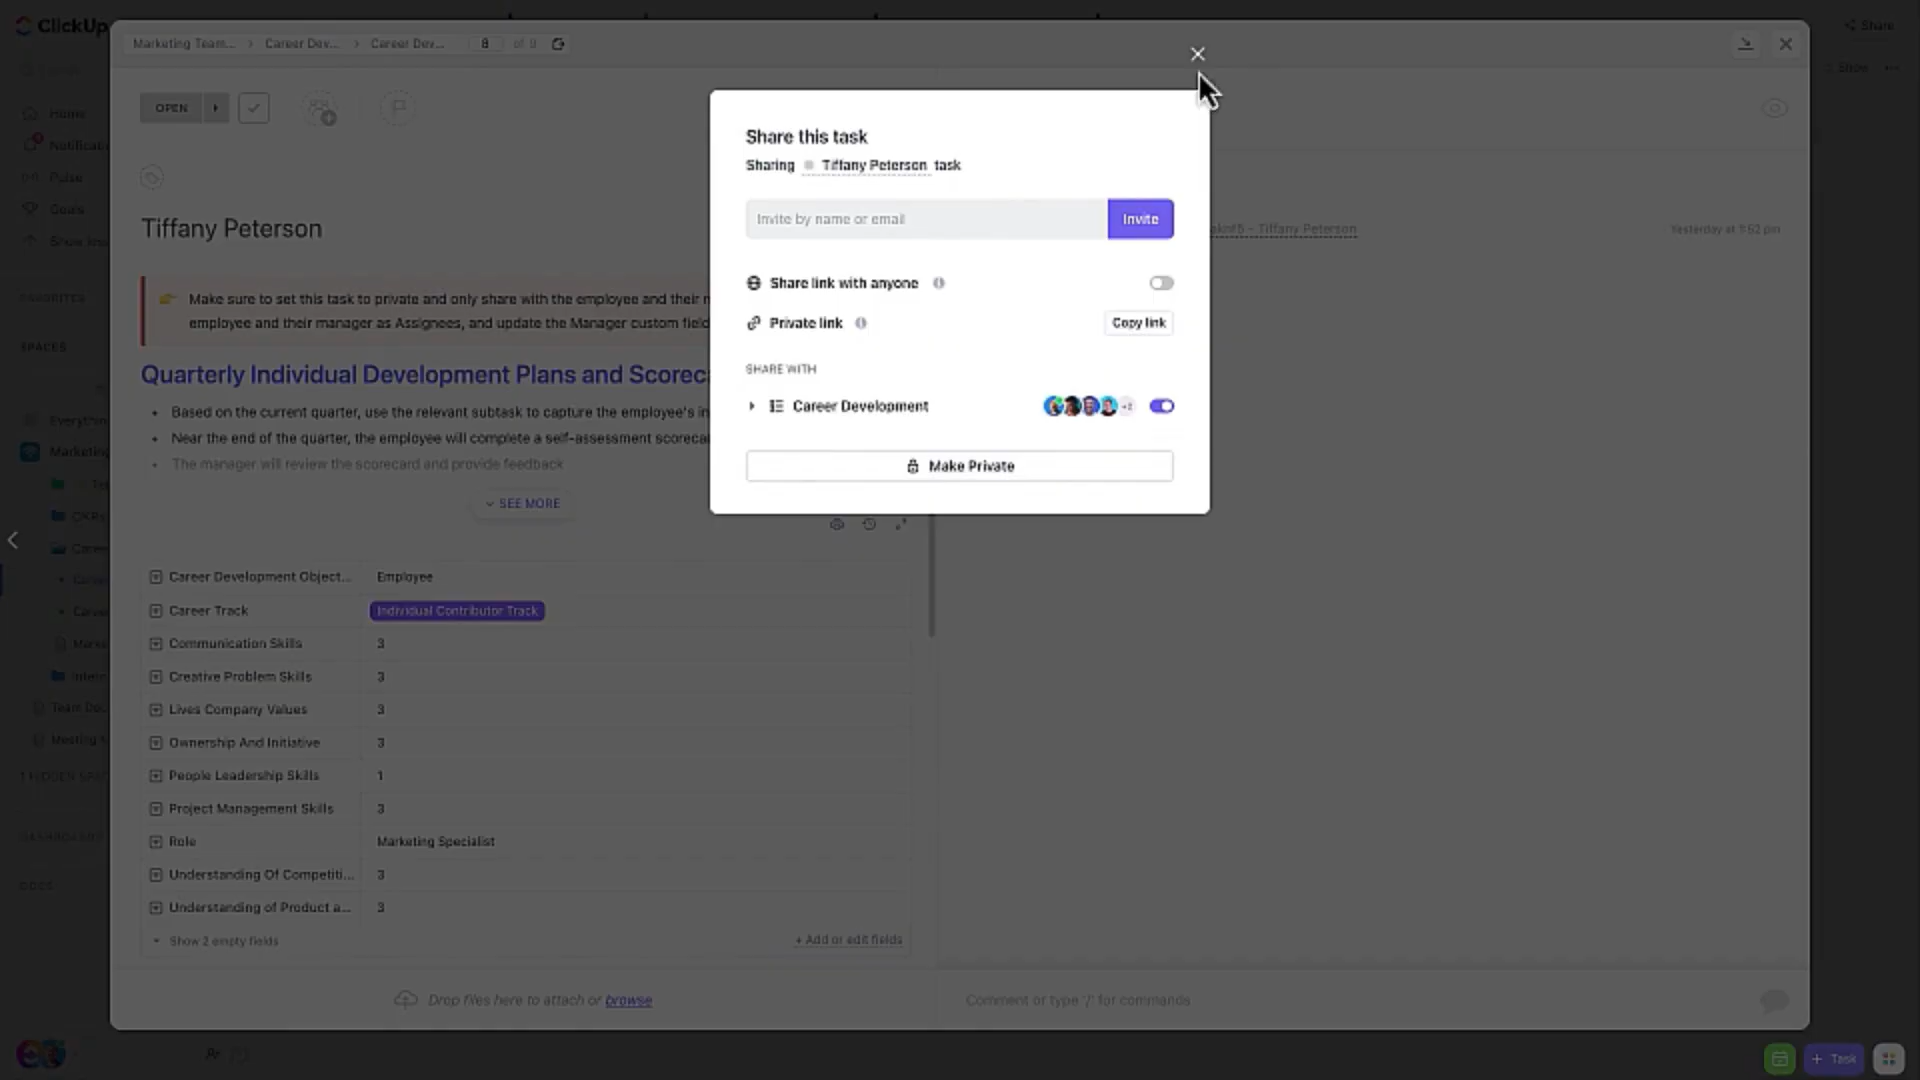 ClickUp
Share
Marketing Team... > Career Dev... > Career Dev... 8 of 9
Show
OPEN
Home
Pulse
Goals
Tiffany Peterson
Yesterday at 1:52 pm
- Tiffany Peterson
Share this task
Sharing Tiffany Peterson task
Invite by name or email
Invite
Share link with anyone
Private link
Copy link
SHARE WITH
Career Development
+2
Make Private
FAVORITES
SPACES
Make sure to set this task to private and only share with the employee and their
employee and their manager as Assignees, and update the Manager custom field
Quarterly Individual Development Plans and
• Based on the current quarter, use the relevant subtask to capture the employee's
• Near the end of the quarter, the employee will complete a self-assessment
• The manager will review the scorecard and provide feedback
SEE MORE
Career Development Object... Employee
Career Track Individual Contributor Track
Communication Skills 3
Creative Problem Skills 3
Lives Company Values 3
Ownership And Initiative 3
People Leadership Skills 1
Project Management Skills 3
Role Marketing Specialist
Understanding Of Competiti... 3
Understanding of Product a... 3
Show 2 empty fields
+ Add or edit fields
DOCS
Drop files here to attach or browse
Comment or type '/' for commands
+ Task